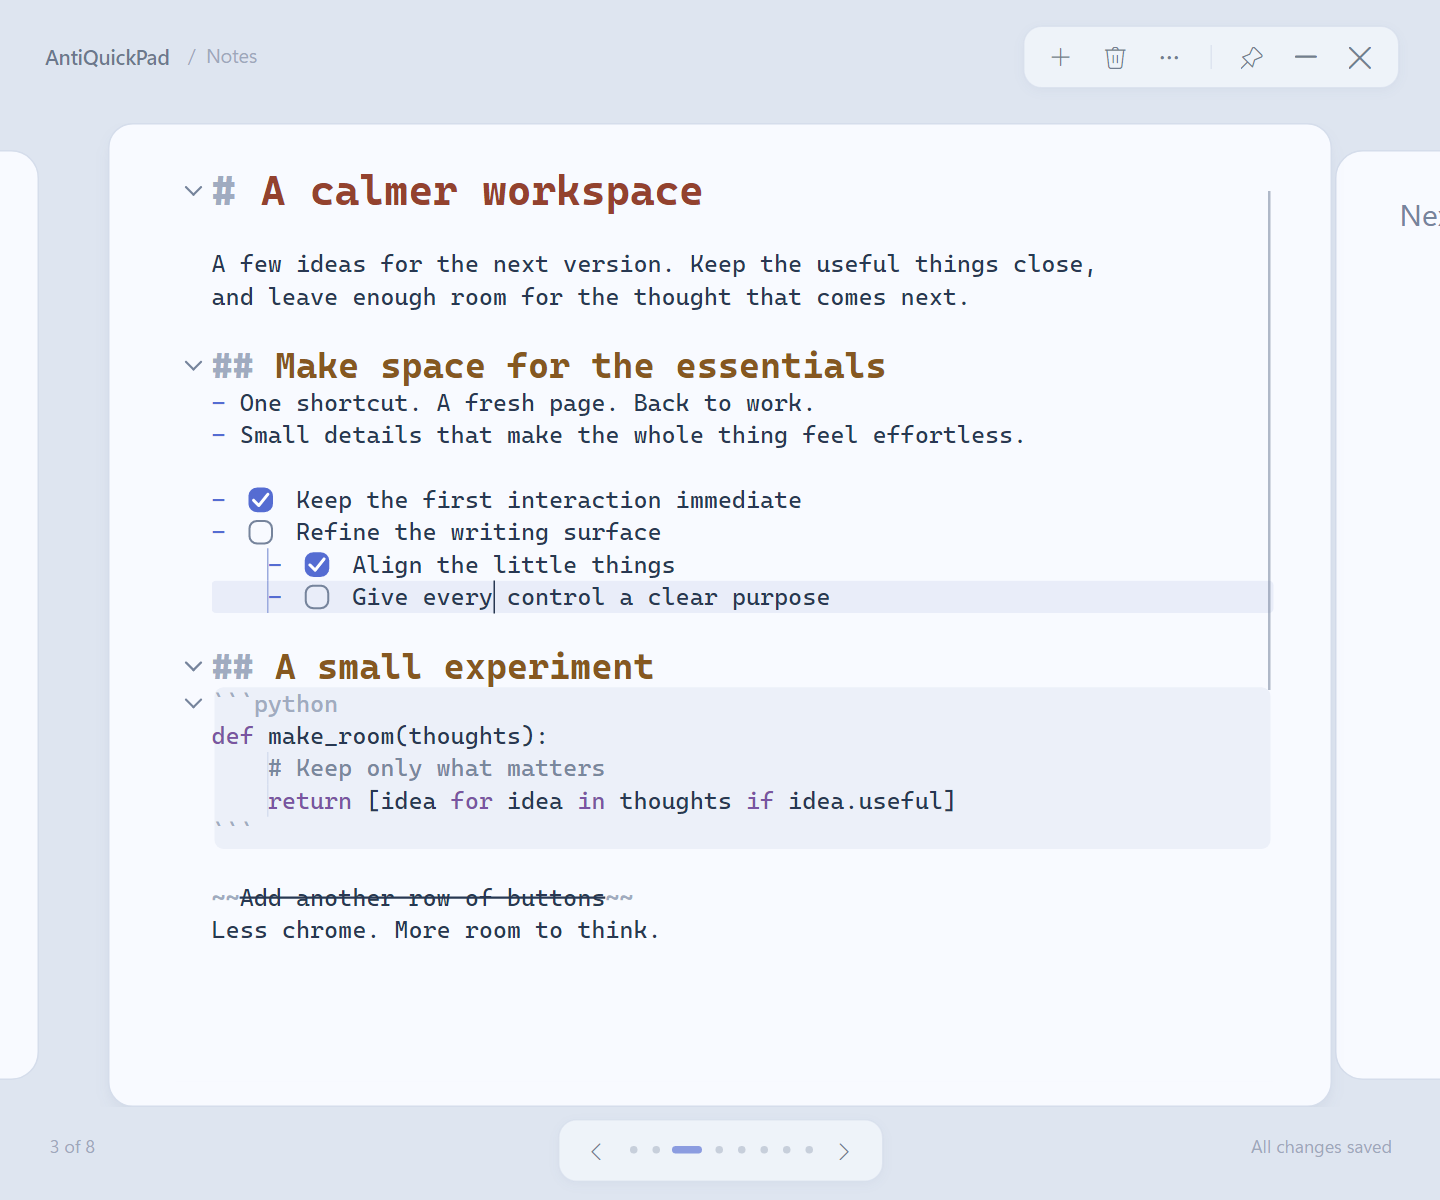 AntiQuickPad / Notes
# A calmer workspace
A few ideas for the next version. Keep the useful things close,
and leave enough room for the thought that comes next.
## Make space for the essentials
- One shortcut. A fresh page. Back to work.
- Small details that make the whole thing feel effortless.
- Keep the first interaction immediate
- Refine the writing surface
- Align the little things
- Give every control a clear purpose
## A small experiment
```python
def make_room(thoughts):
    # Keep only what matters
    return [idea for idea in thoughts if idea.useful]
```
~~Add another row of buttons~~
Less chrome. More room to think.
3 of 8
All changes saved